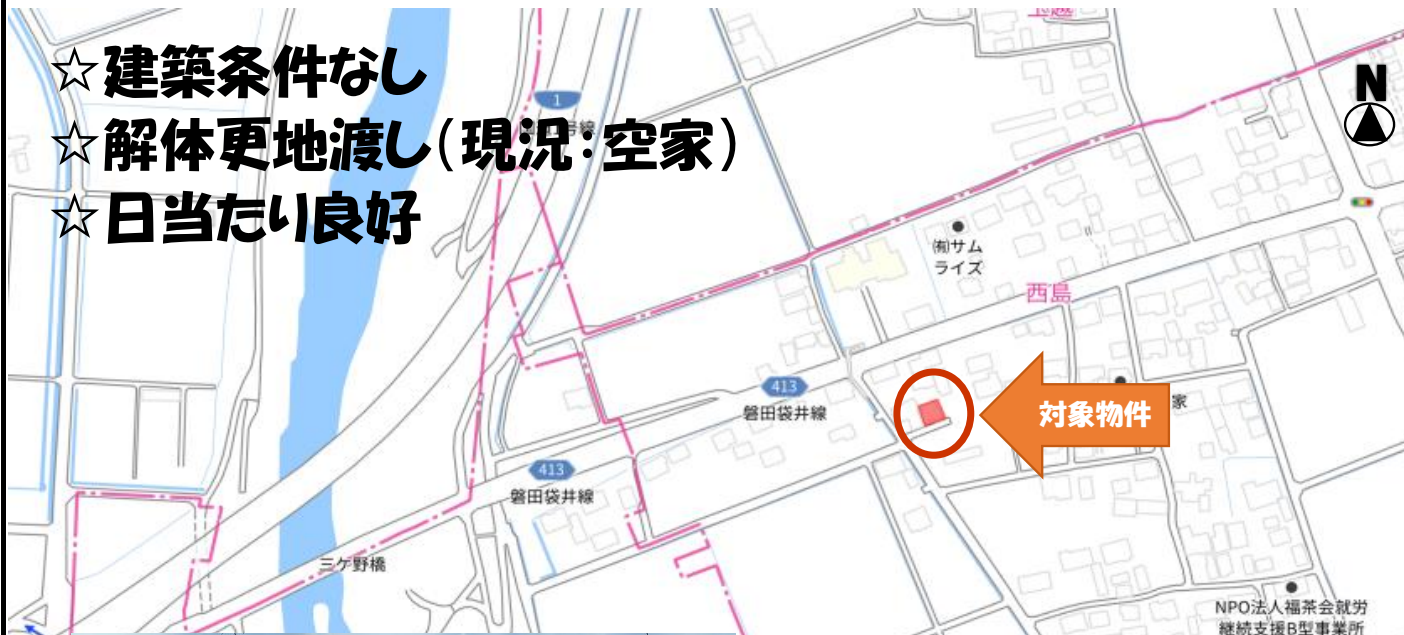 ☆建築条件なし
☆解体更地渡し(現況:空家)
☆日当たり良好
N
1
㈲サム
ライズ
西島
413
磐田袋井線
対象物件
家
413
磐田袋井線
三ケ野橋
NPO法人福茶会就労
継続支援B型事業所